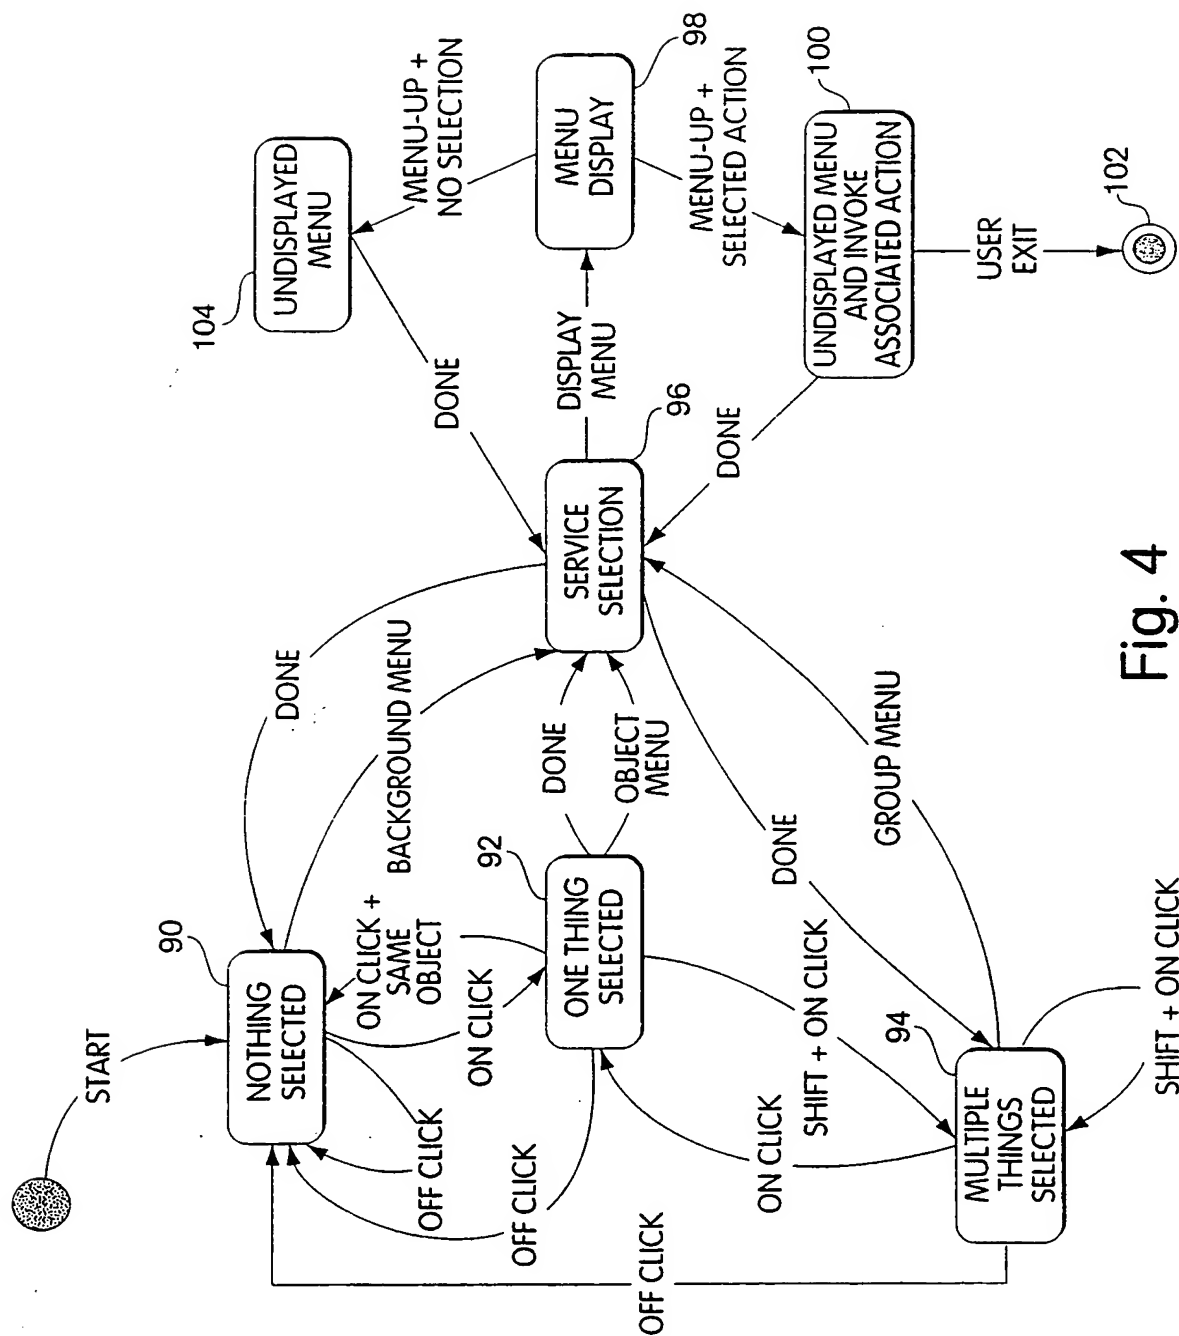 START
90
NOTHING
SELECTED
OFF CLICK
OFF CLICK
OFF CLICK
ON CLICK +
SAME
OBJECT
ON CLICK
92
ONE THING
SELECTED
ON CLICK
SHIFT + ON CLICK
94
MULTIPLE
THINGS
SELECTED
SHIFT + ON CLICK
DONE
BACKGROUND MENU
DONE
OBJECT
MENU
DONE
GROUP MENU
SERVICE
SELECTION
96
DONE
DISPLAY
MENU
DONE
104
UNDISPLAYED
MENU
MENU-UP +
NO SELECTION
MENU
DISPLAY
98
MENU-UP +
SELECTED ACTION
100
UNDISPLAYED MENU
AND INVOKE
ASSOCIATED ACTION
USER
EXIT
102
Fig. 4